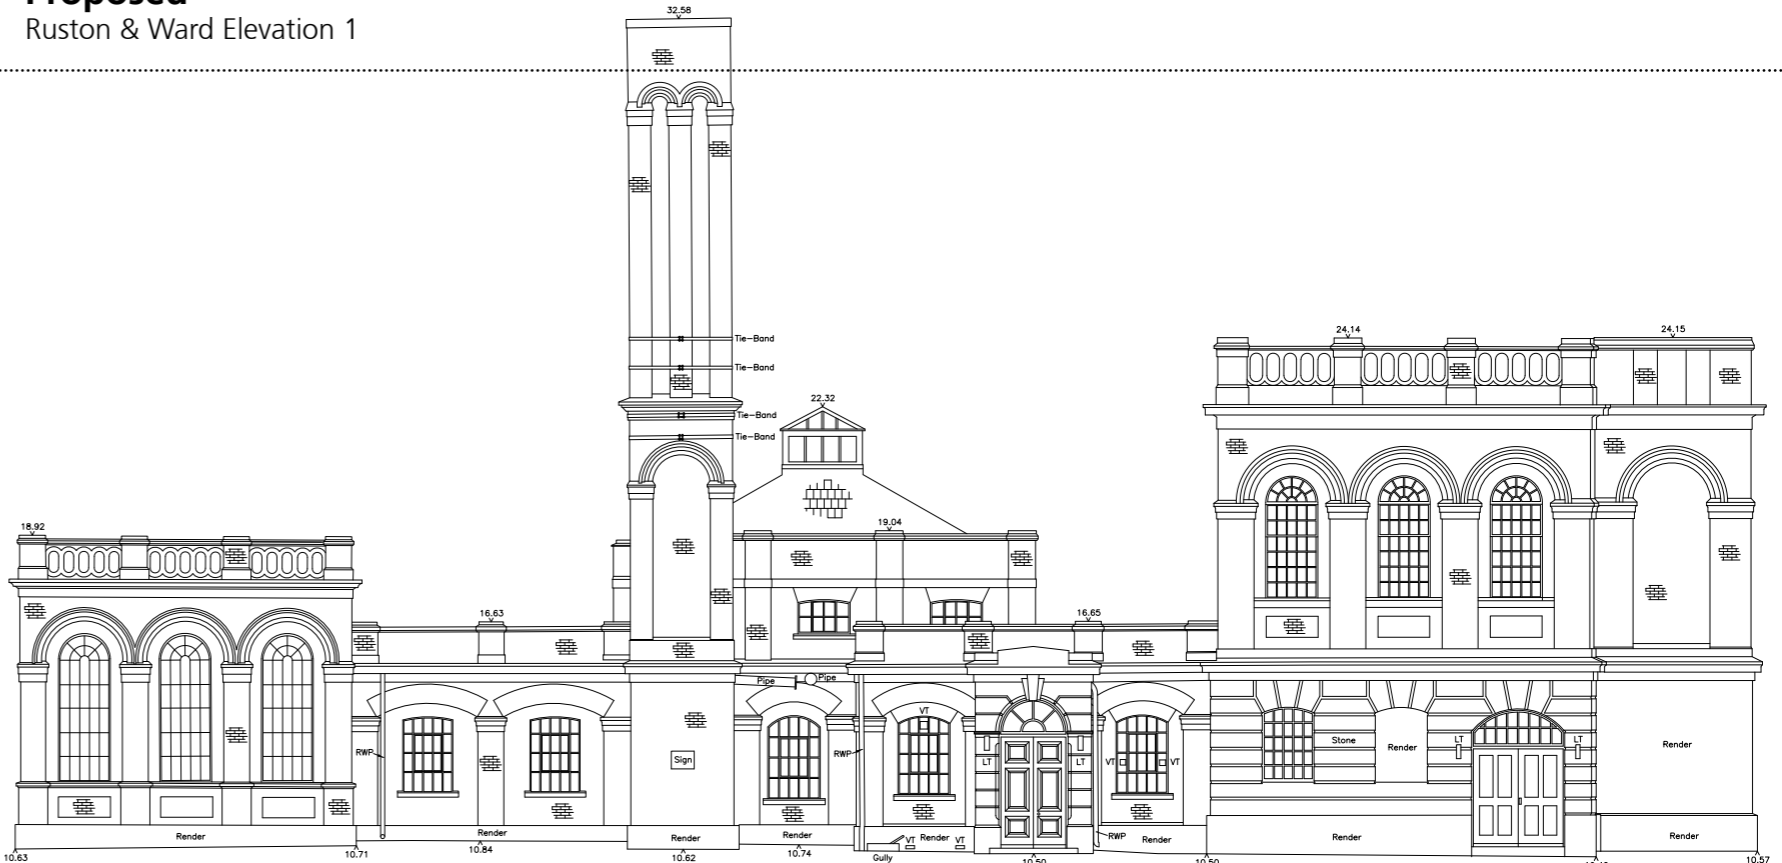 Proposed
Ruston & Ward Elevation 1
32.58
Tie-Band
Tie-Band
Tie-Band
Tie-Band
24.14
24.15
22.32
18.92
19.04
16.63
16.65
Pipe
Pipe
VT
RWP
RWP
Sign
LT
LT
VT
VT
Stone
Render
LT
LT
Render
Render
Render
Render
Render
VT
Render
VT
RWP
Render
Render
Render
Gully
10.63
10.71
10.84
10.62
10.74
10.50
10.50
10.57